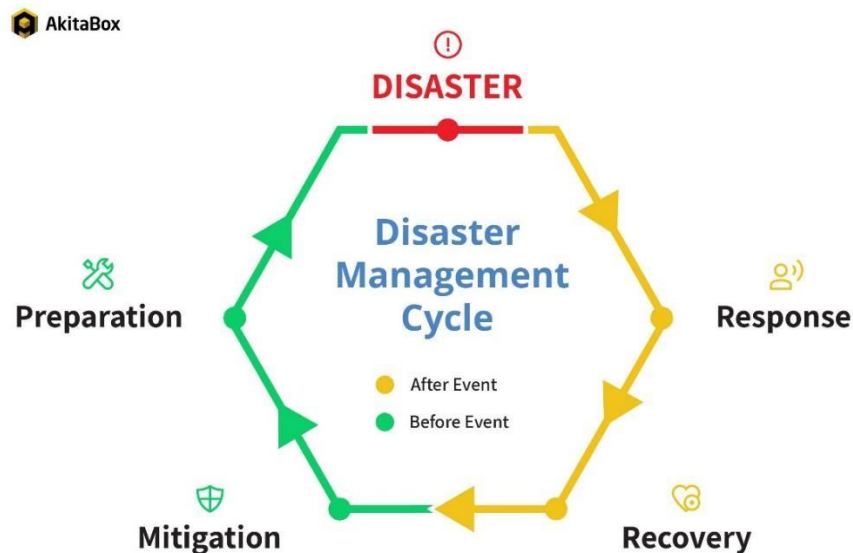 AkitaBox
DISASTER
Disaster
Management
Cycle
Preparation
Response
After Event
Before Event
Mitigation
Recovery